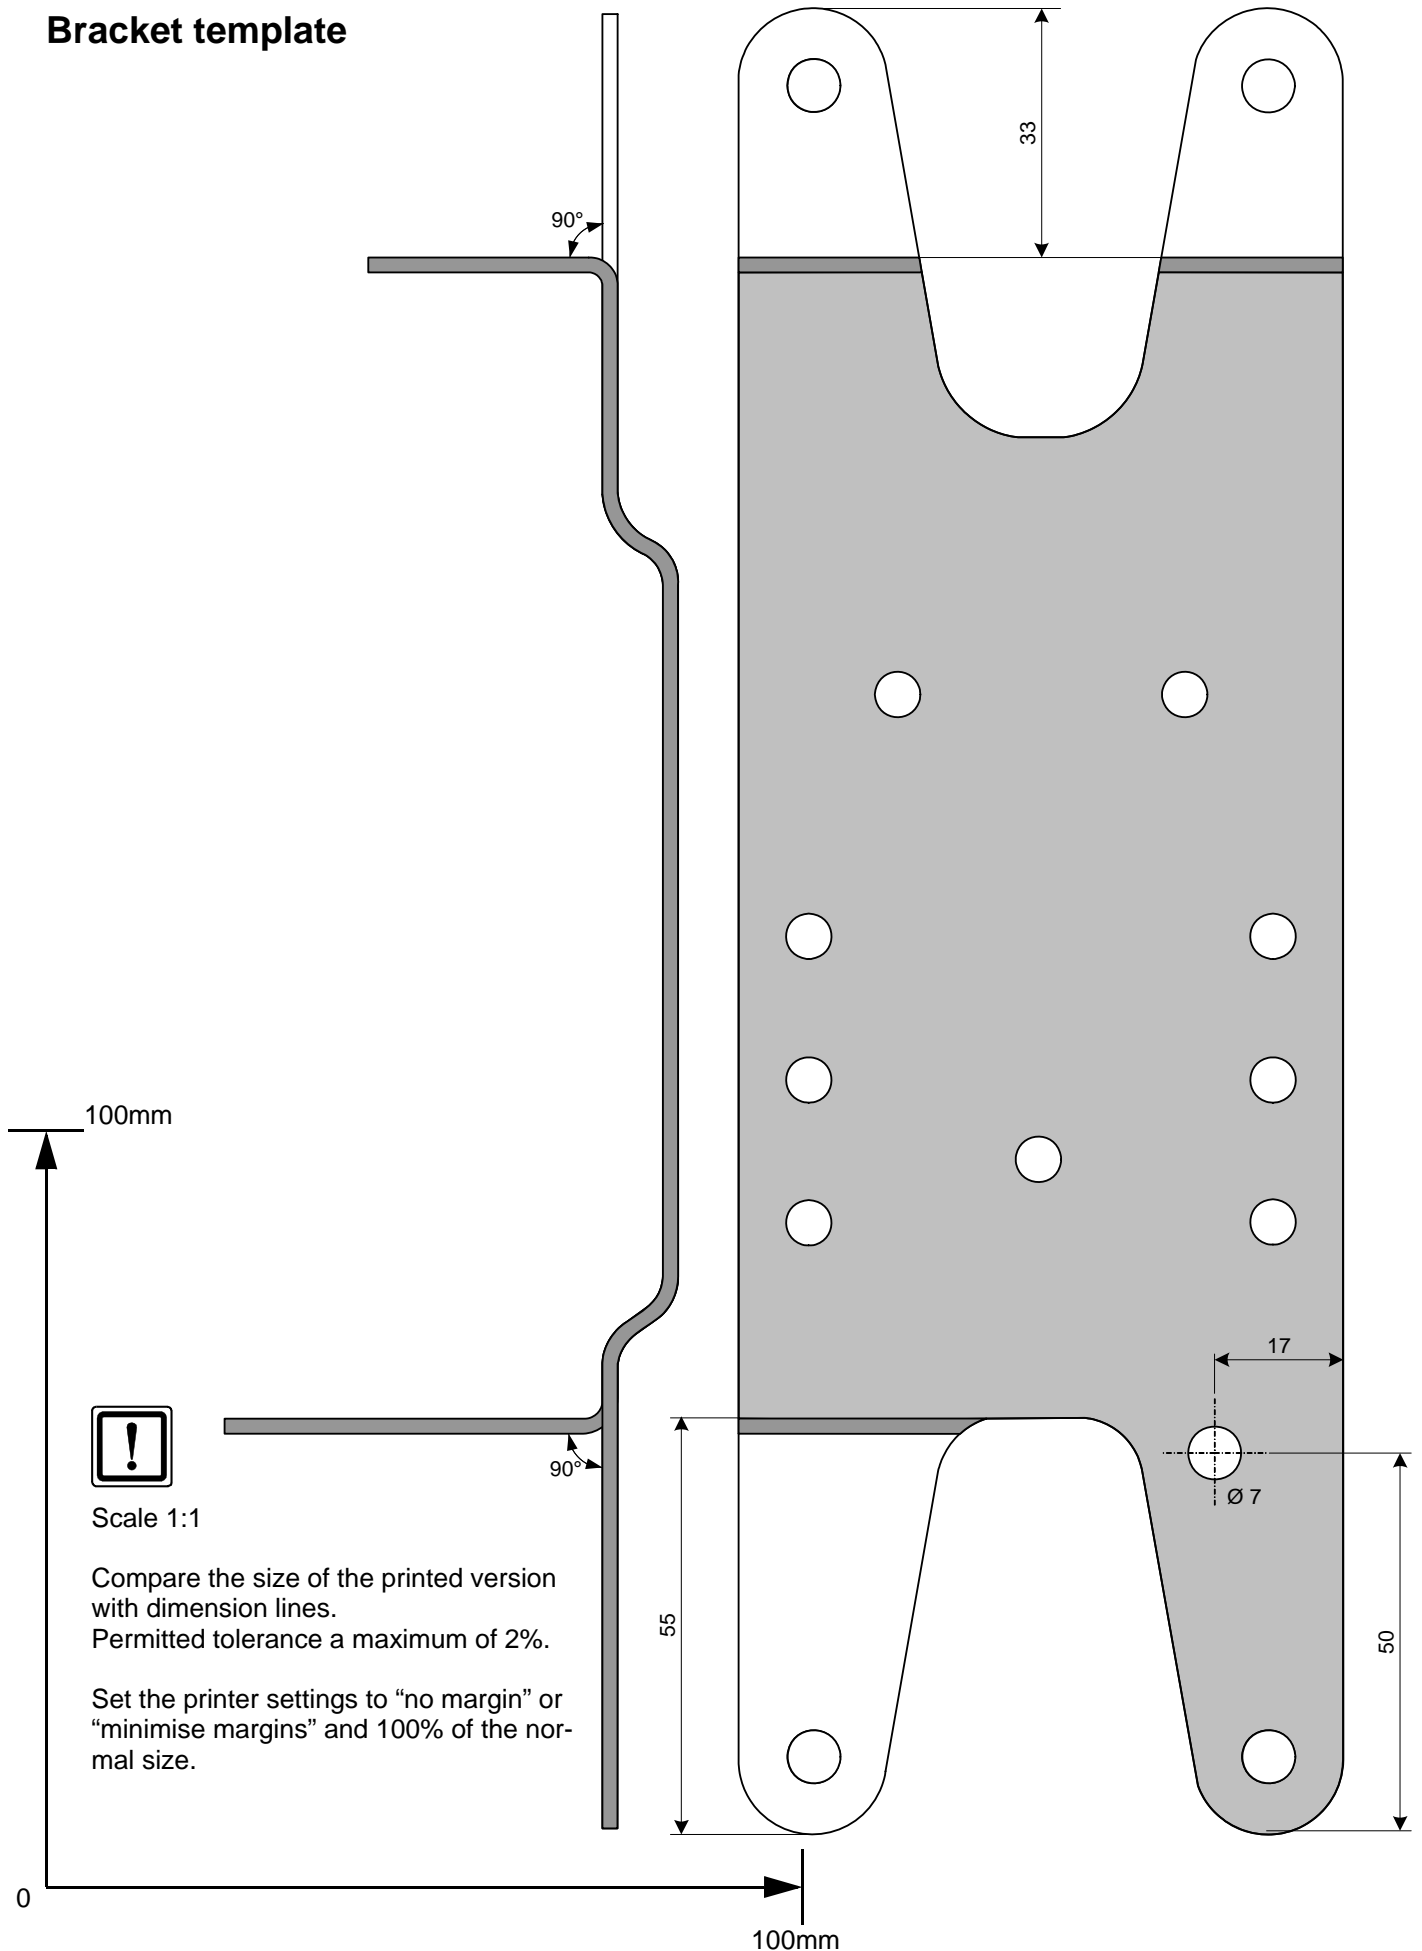 Bracket template
33
90°
100mm
17
Ø 7
90°
Scale 1:1
Compare the size of the printed version
with dimension lines.
Permitted tolerance a maximum of 2%.
Set the printer settings to “no margin” or
“minimise margins” and 100% of the nor-
mal size.
55
50
0
100mm